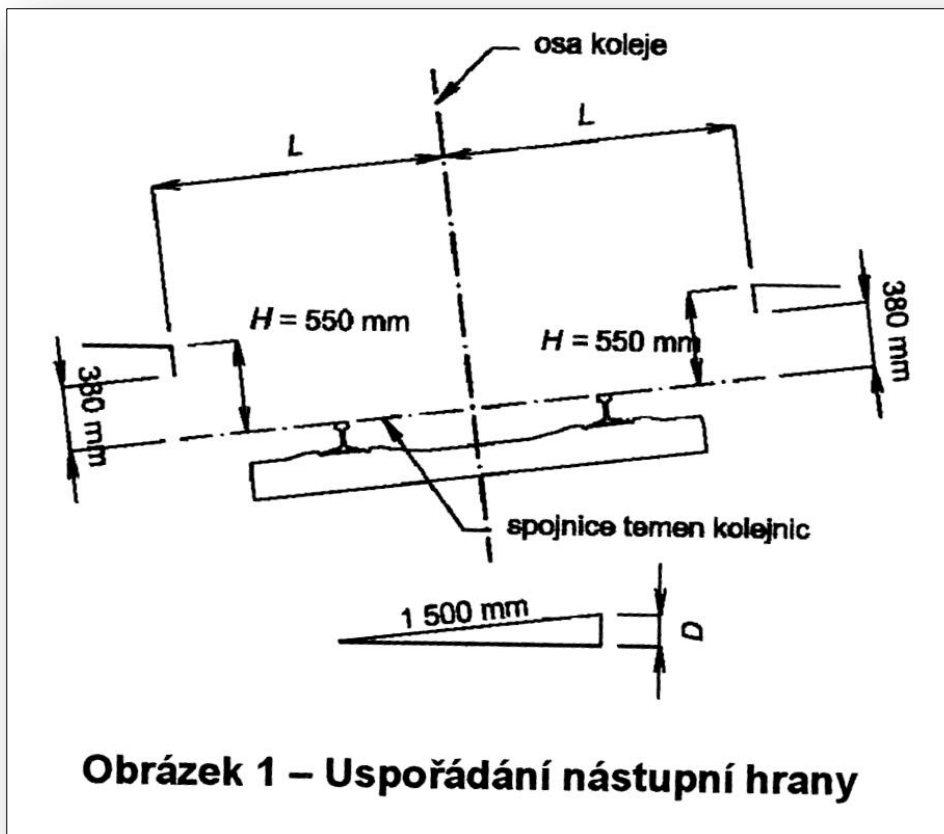 osa koleje
L
L
H = 550 mm
H = 550 mm
380 mm
380 mm
spojnice temen kolejnic
1 500 mm
D
Obrázek 1 – Uspořádání nástupní hrany